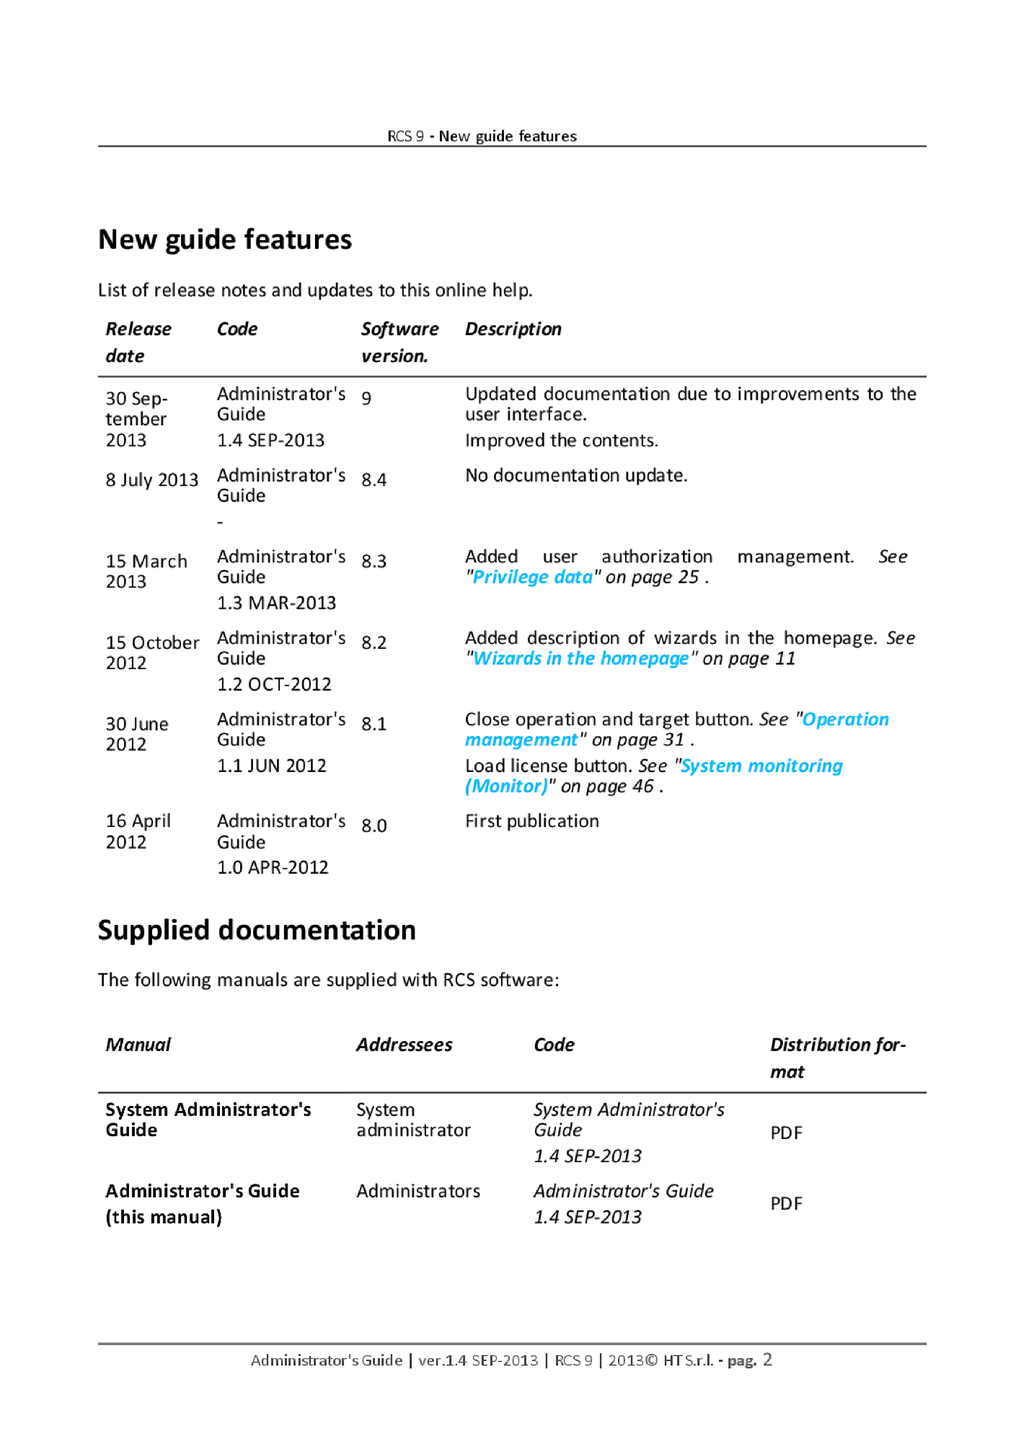 RCS 9 - New guide features
New guide features
List of release notes and updates to this online help.
Release date	Code	Software version.	Description
30 Sep-
tember
2013
Administrator's
Guide
1.4 SEP-2013
9
Updated documentation due to improvements to the
user interface.
Improved the contents.
8 July 2013
Administrator's
Guide
-
8.4
No documentation update.
15 March
2013
Administrator's
Guide
1.3 MAR-2013
8.3
Added user authorization management. See
"Privilege data" on page 25 .
15 October
2012
Administrator's
Guide
1.2 OCT-2012
8.2
Added description of wizards in the homepage. See
"Wizards in the homepage" on page 11
30 June
2012
Administrator's
Guide
1.1 JUN 2012
8.1
Close operation and target button. See "Operation
management" on page 31 .
Load license button. See "System monitoring
(Monitor)" on page 46 .
16 April
2012
Administrator's
Guide
1.0 APR-2012
8.0
First publication
Supplied documentation
The following manuals are supplied with RCS software:
Manual
Addressees
Code
Distribution for-
mat
System Administrator's
Guide
System
administrator
System Administrator's
Guide
1.4 SEP-2013
PDF
Administrator's Guide
(this manual)
Administrators
Administrator's Guide
1.4 SEP-2013
PDF
Administrator's Guide | ver.1.4 SEP-2013 | RCS 9 | 2013© HT S.r.l. - pag. 2